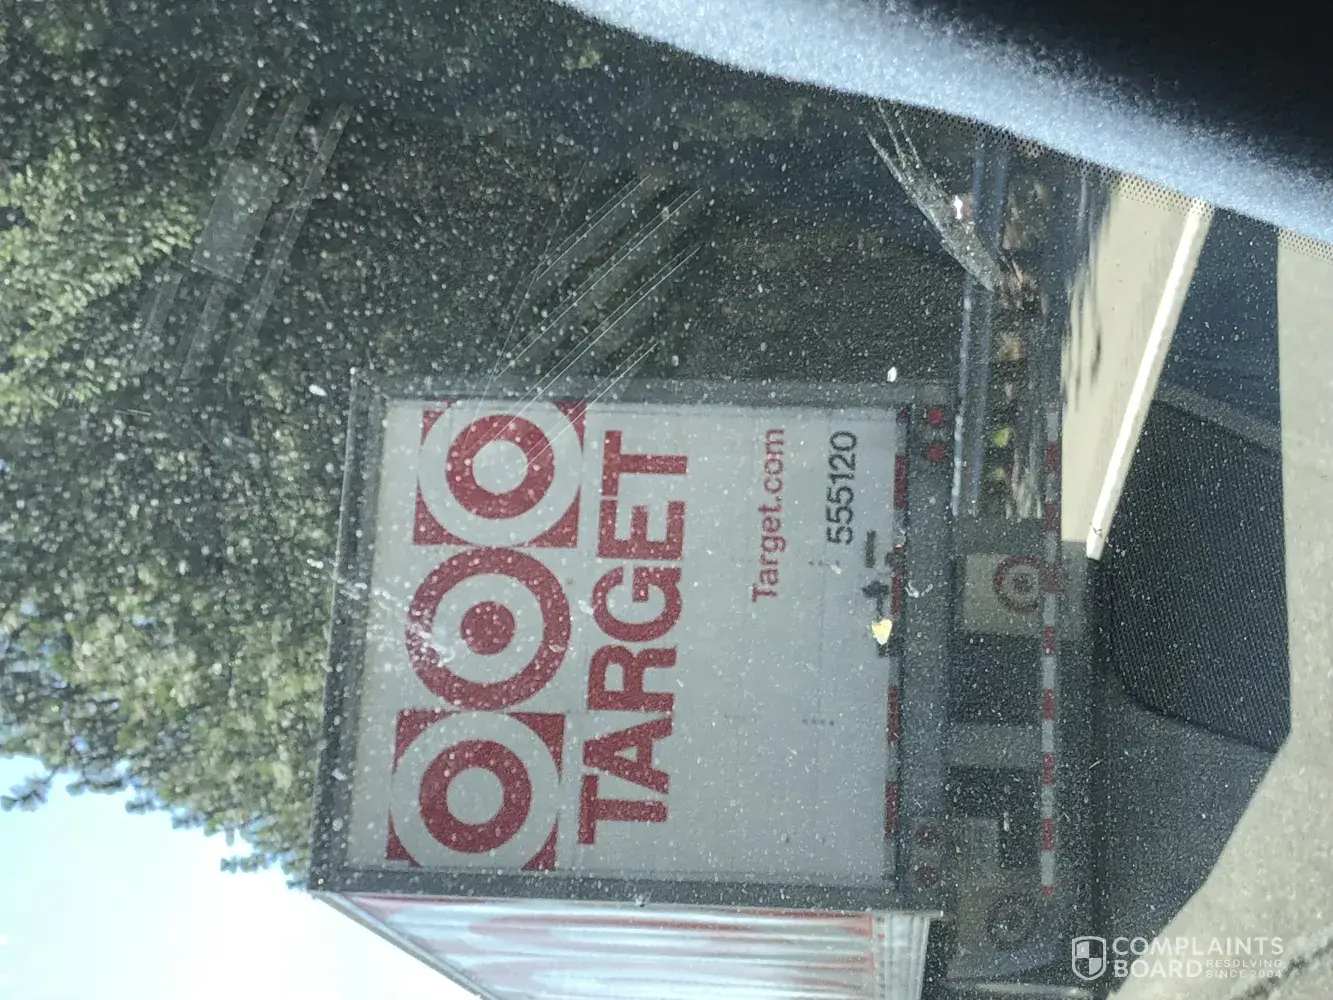 TARGET
Target.com
555120
COMPLAINTS
BOARD RESOLVING
SINCE 2004